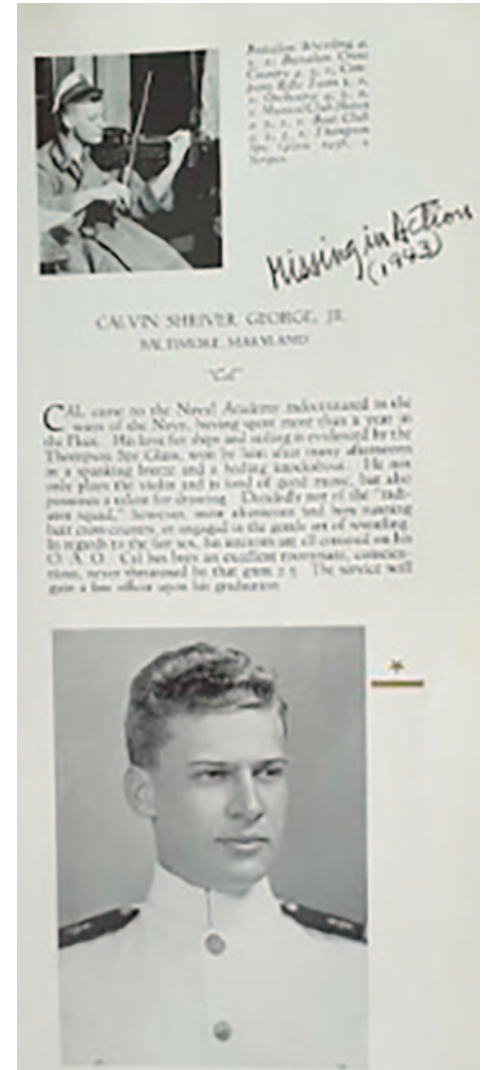 Battalion Wrestling 4,
3, 2. Battalion Cross
Country 4, 3, 2, Com-
pany Rifle Team
Orchestra 4, 3, 2,
1. Musical Club Shows
4, 3, 2, 1. Boat Club
4, 3, 2, 1. Thompson
Spy Glass
Stripes.
Missing in Action
(1943)
CALVIN SHRIVER GEORGE, JR.
BALTIMORE, MARYLAND
"Cal"
CAL came to the Naval Academy indoctrinated in the
ways of the Navy, having spent more than a year in
the Fleet. His love for ships and sailing is evidenced by the
Thompson Spy Glass, won by him after many afternoons
in a spanking breeze and a heeling knockabout. He not
only plays the violin and is fond of good music, but also
possesses a talent for drawing. Decidedly not of the "radi-
ator squad," however, most afternoons find him running
batt cross-country, or engaged in the gentle art of wrestling.
In regards to the fair sex, his interests are all centered on his
O. A. O. Cal has been an excellent roommate, conscien-
tious, never threatened by that grim 2.5. The service will
gain a fine officer upon his graduation.